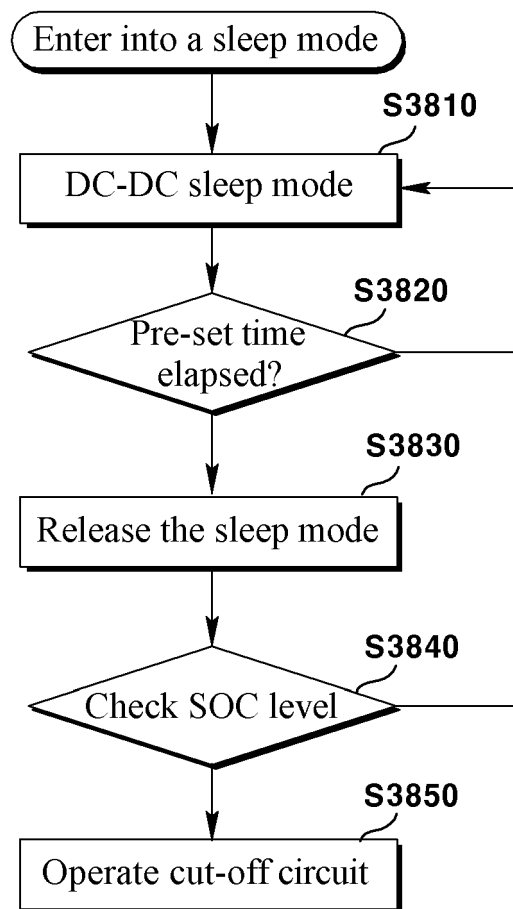 Enter into a sleep mode
S3810
DC-DC sleep mode
S3820
Pre-set time
elapsed?
S3830
Release the sleep mode
S3840
Check SOC level
S3850
Operate cut-off circuit